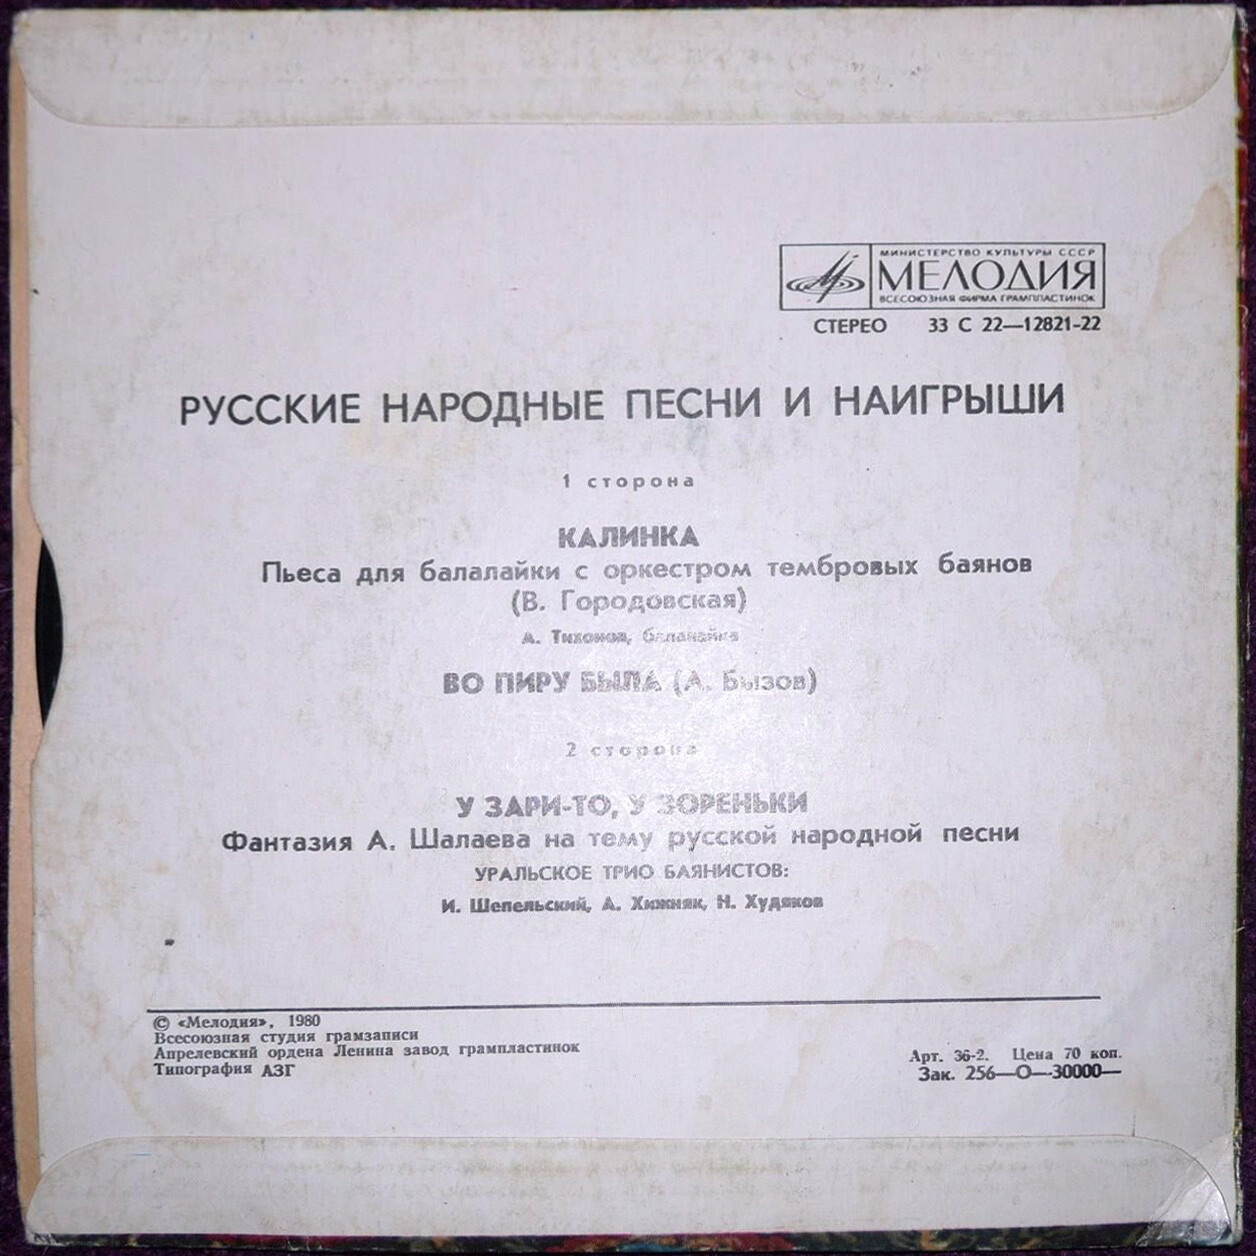 МИНИСТЕРСТВО КУЛЬТУРЫ СССР
МЕЛОДИЯ
ВСЕСОЮЗНАЯ ФИРМА ГРАМПЛАСТИНОК
СТЕРЕО 33 С 22—12821-22
РУССКИЕ НАРОДНЫЕ ПЕСНИ И НАИГРЫШИ
1 сторона
КАЛИНКА
Пьеса для балалайки с оркестром тембровых баянов
(В. Городовская)
А. Тихонов, балалайка
ВО ПИРУ БЫЛА (А. Бызов)
2 сторона
У ЗАРИ-ТО, У ЗОРЕНЬКИ
Фантазия А. Шалаева на тему русской народной песни
УРАЛЬСКОЕ ТРИО БАЯНИСТОВ:
И. Шепельский, А. Хижняк, Н. Худяков
© «Мелодия», 1980
Всесоюзная студия грамзаписи
Апрелевский ордена Ленина завод грампластинок
Типография АЗГ
Арт. 36-2. Цена 70 коп.
Зак. 256—О—30000—